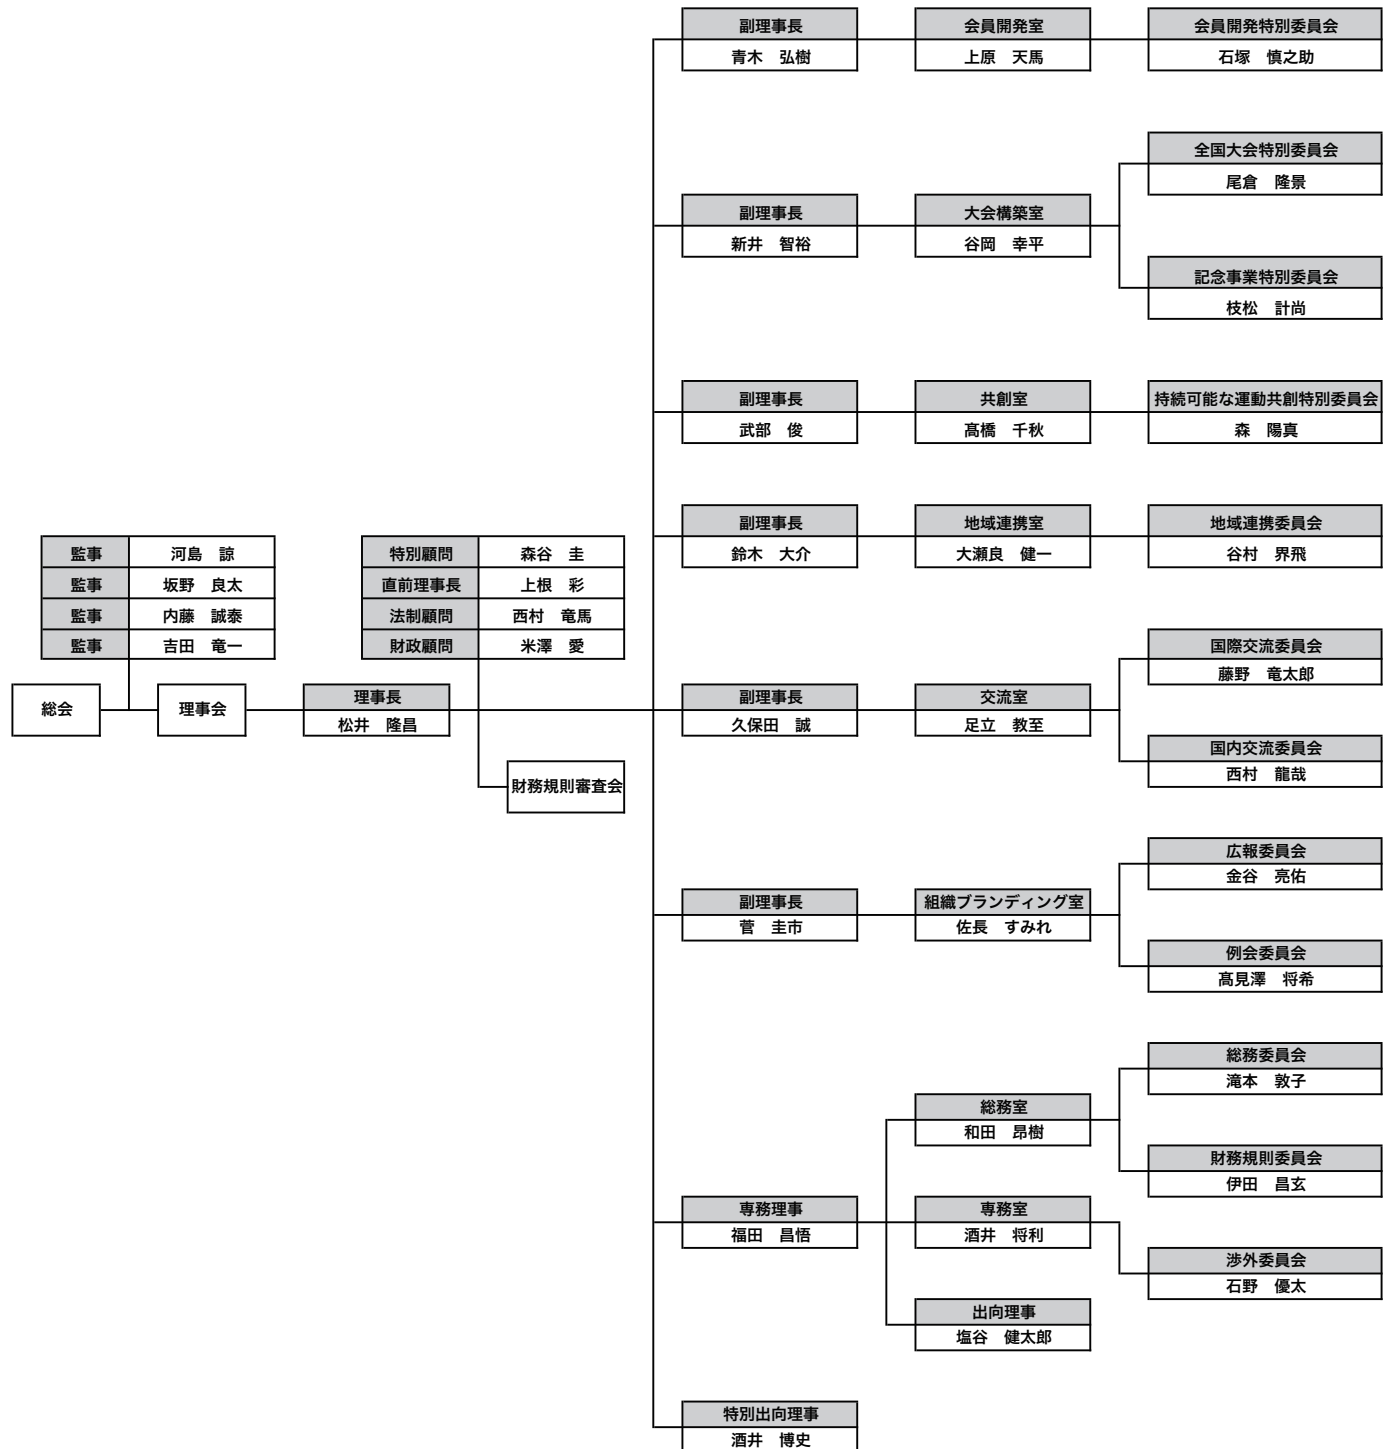 副理事長
青木　弘樹
会員開発室
上原　天馬
会員開発特別委員会
石塚　慎之助
副理事長
新井　智裕
大会構築室
谷岡　幸平
全国大会特別委員会
尾倉　隆景
記念事業特別委員会
枝松　計尚
副理事長
武部　俊
共創室
髙橋　千秋
持続可能な運動共創特別委員会
森　陽真
副理事長
鈴木　大介
地域連携室
大瀬良　健一
地域連携委員会
谷村　界飛
監事　河島　諒
監事　坂野　良太
監事　内藤　誠泰
監事　吉田　竜一
特別顧問　森谷　圭
直前理事長　上根　彩
法制顧問　西村　竜馬
財政顧問　米澤　愛
総会
理事会
理事長
松井　隆昌
財務規則審査会
副理事長
久保田　誠
交流室
足立　教至
国際交流委員会
藤野　竜太郎
国内交流委員会
西村　龍哉
副理事長
菅　圭市
組織ブランディング室
佐長　すみれ
広報委員会
金谷　亮佑
例会委員会
髙見澤　将希
専務理事
福田　昌悟
総務室
和田　昂樹
総務委員会
滝本　敦子
財務規則委員会
伊田　昌玄
専務室
酒井　将利
渉外委員会
石野　優太
出向理事
塩谷　健太郎
特別出向理事
酒井　博史